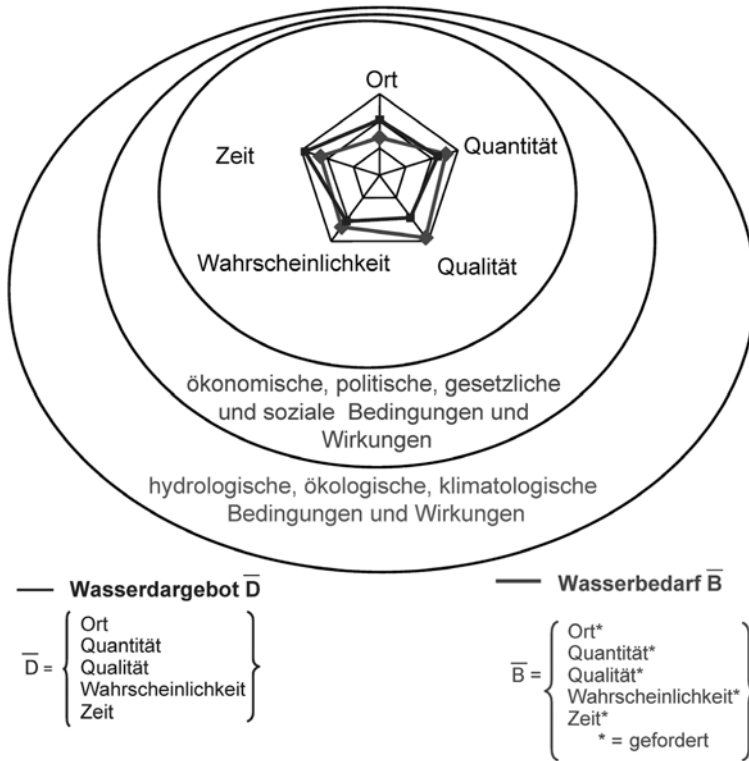 Ort
Zeit
Quantität
Wahrscheinlichkeit
Qualität
ökonomische, politische, gesetzliche
und soziale Bedingungen und
Wirkungen
hydrologische, ökologische, klimatologische
Bedingungen und Wirkungen
Wasserdargebot D̅
D̅ =
Ort
Quantität
Qualität
Wahrscheinlichkeit
Zeit
Wasserbedarf B̅
B̅ =
Ort*
Quantität*
Qualität*
Wahrscheinlichkeit*
Zeit*
* = gefordert